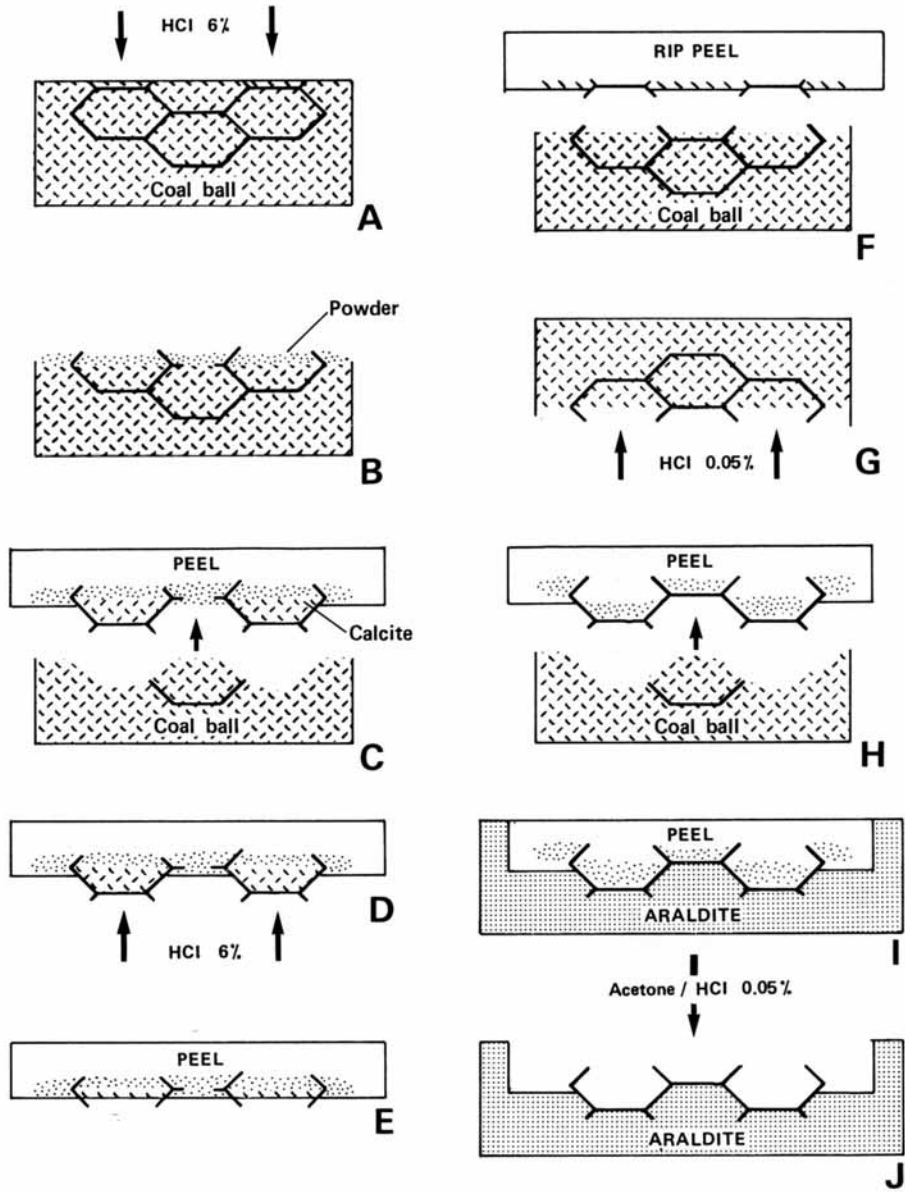 HCl 6%
Coal ball
A
Powder
B
PEEL
Calcite
Coal ball
C
D
HCl 6%
PEEL
E
RIP PEEL
Coal ball
F
HCl 0.05%
G
PEEL
Coal ball
H
PEEL
ARALDITE
I
Acetone / HCl 0.05%
ARALDITE
J